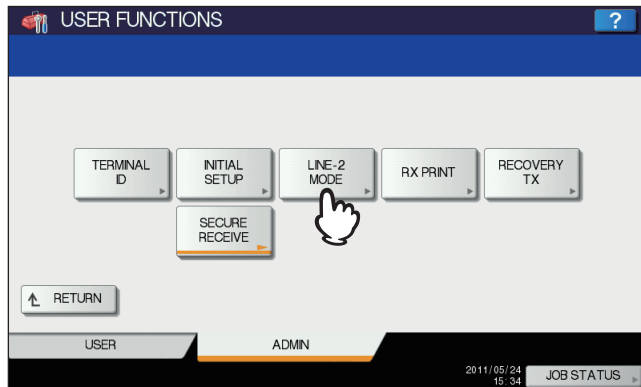 USER FUNCTIONS
?
TERMINAL
ID
INITIAL
SETUP
LINE-2
MODE
RX PRINT
RECOVERY
TX
SECURE
RECEIVE
RETURN
USER
ADMIN
2011/05/24
15:34
JOB STATUS